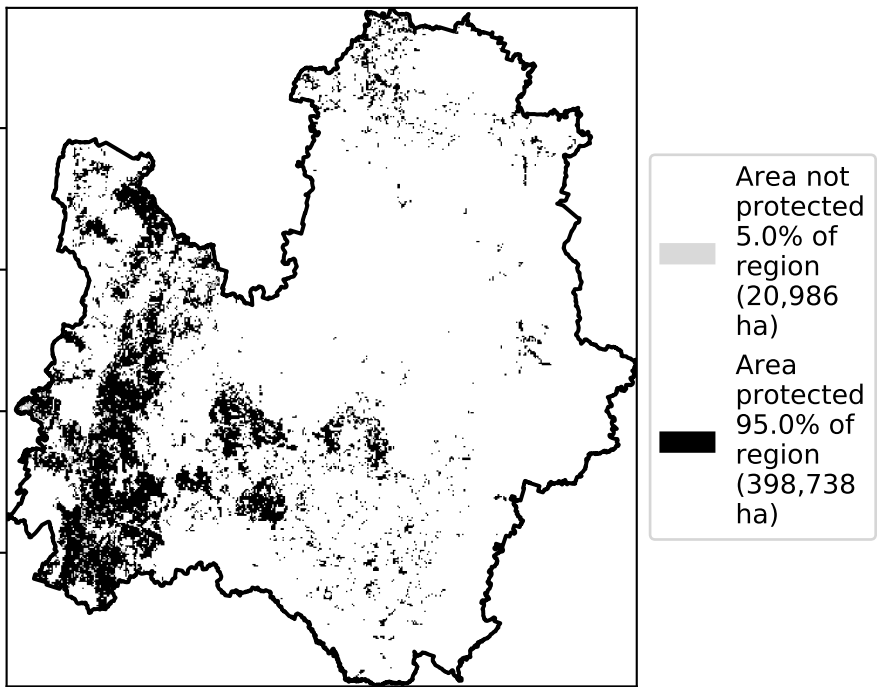 Area not
protected
5.0% of
region
(20,986
ha)
Area
protected
95.0% of
region
(398,738
ha)